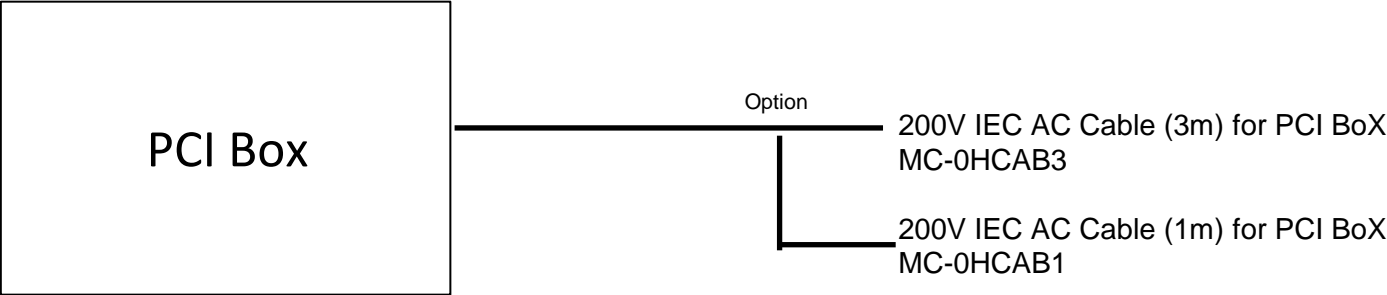 PCI Box
Option
200V IEC AC Cable (3m) for PCI BoX
MC-0HCAB3
200V IEC AC Cable (1m) for PCI BoX
MC-0HCAB1